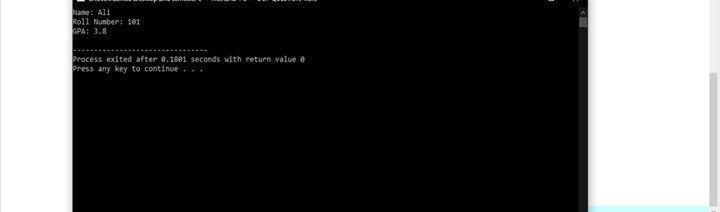 Name: Ali
Roll Number: 101
GPA: 3.8
--------------------------------
Process exited after 0.1801 seconds with return value 0
Press any key to continue . . .